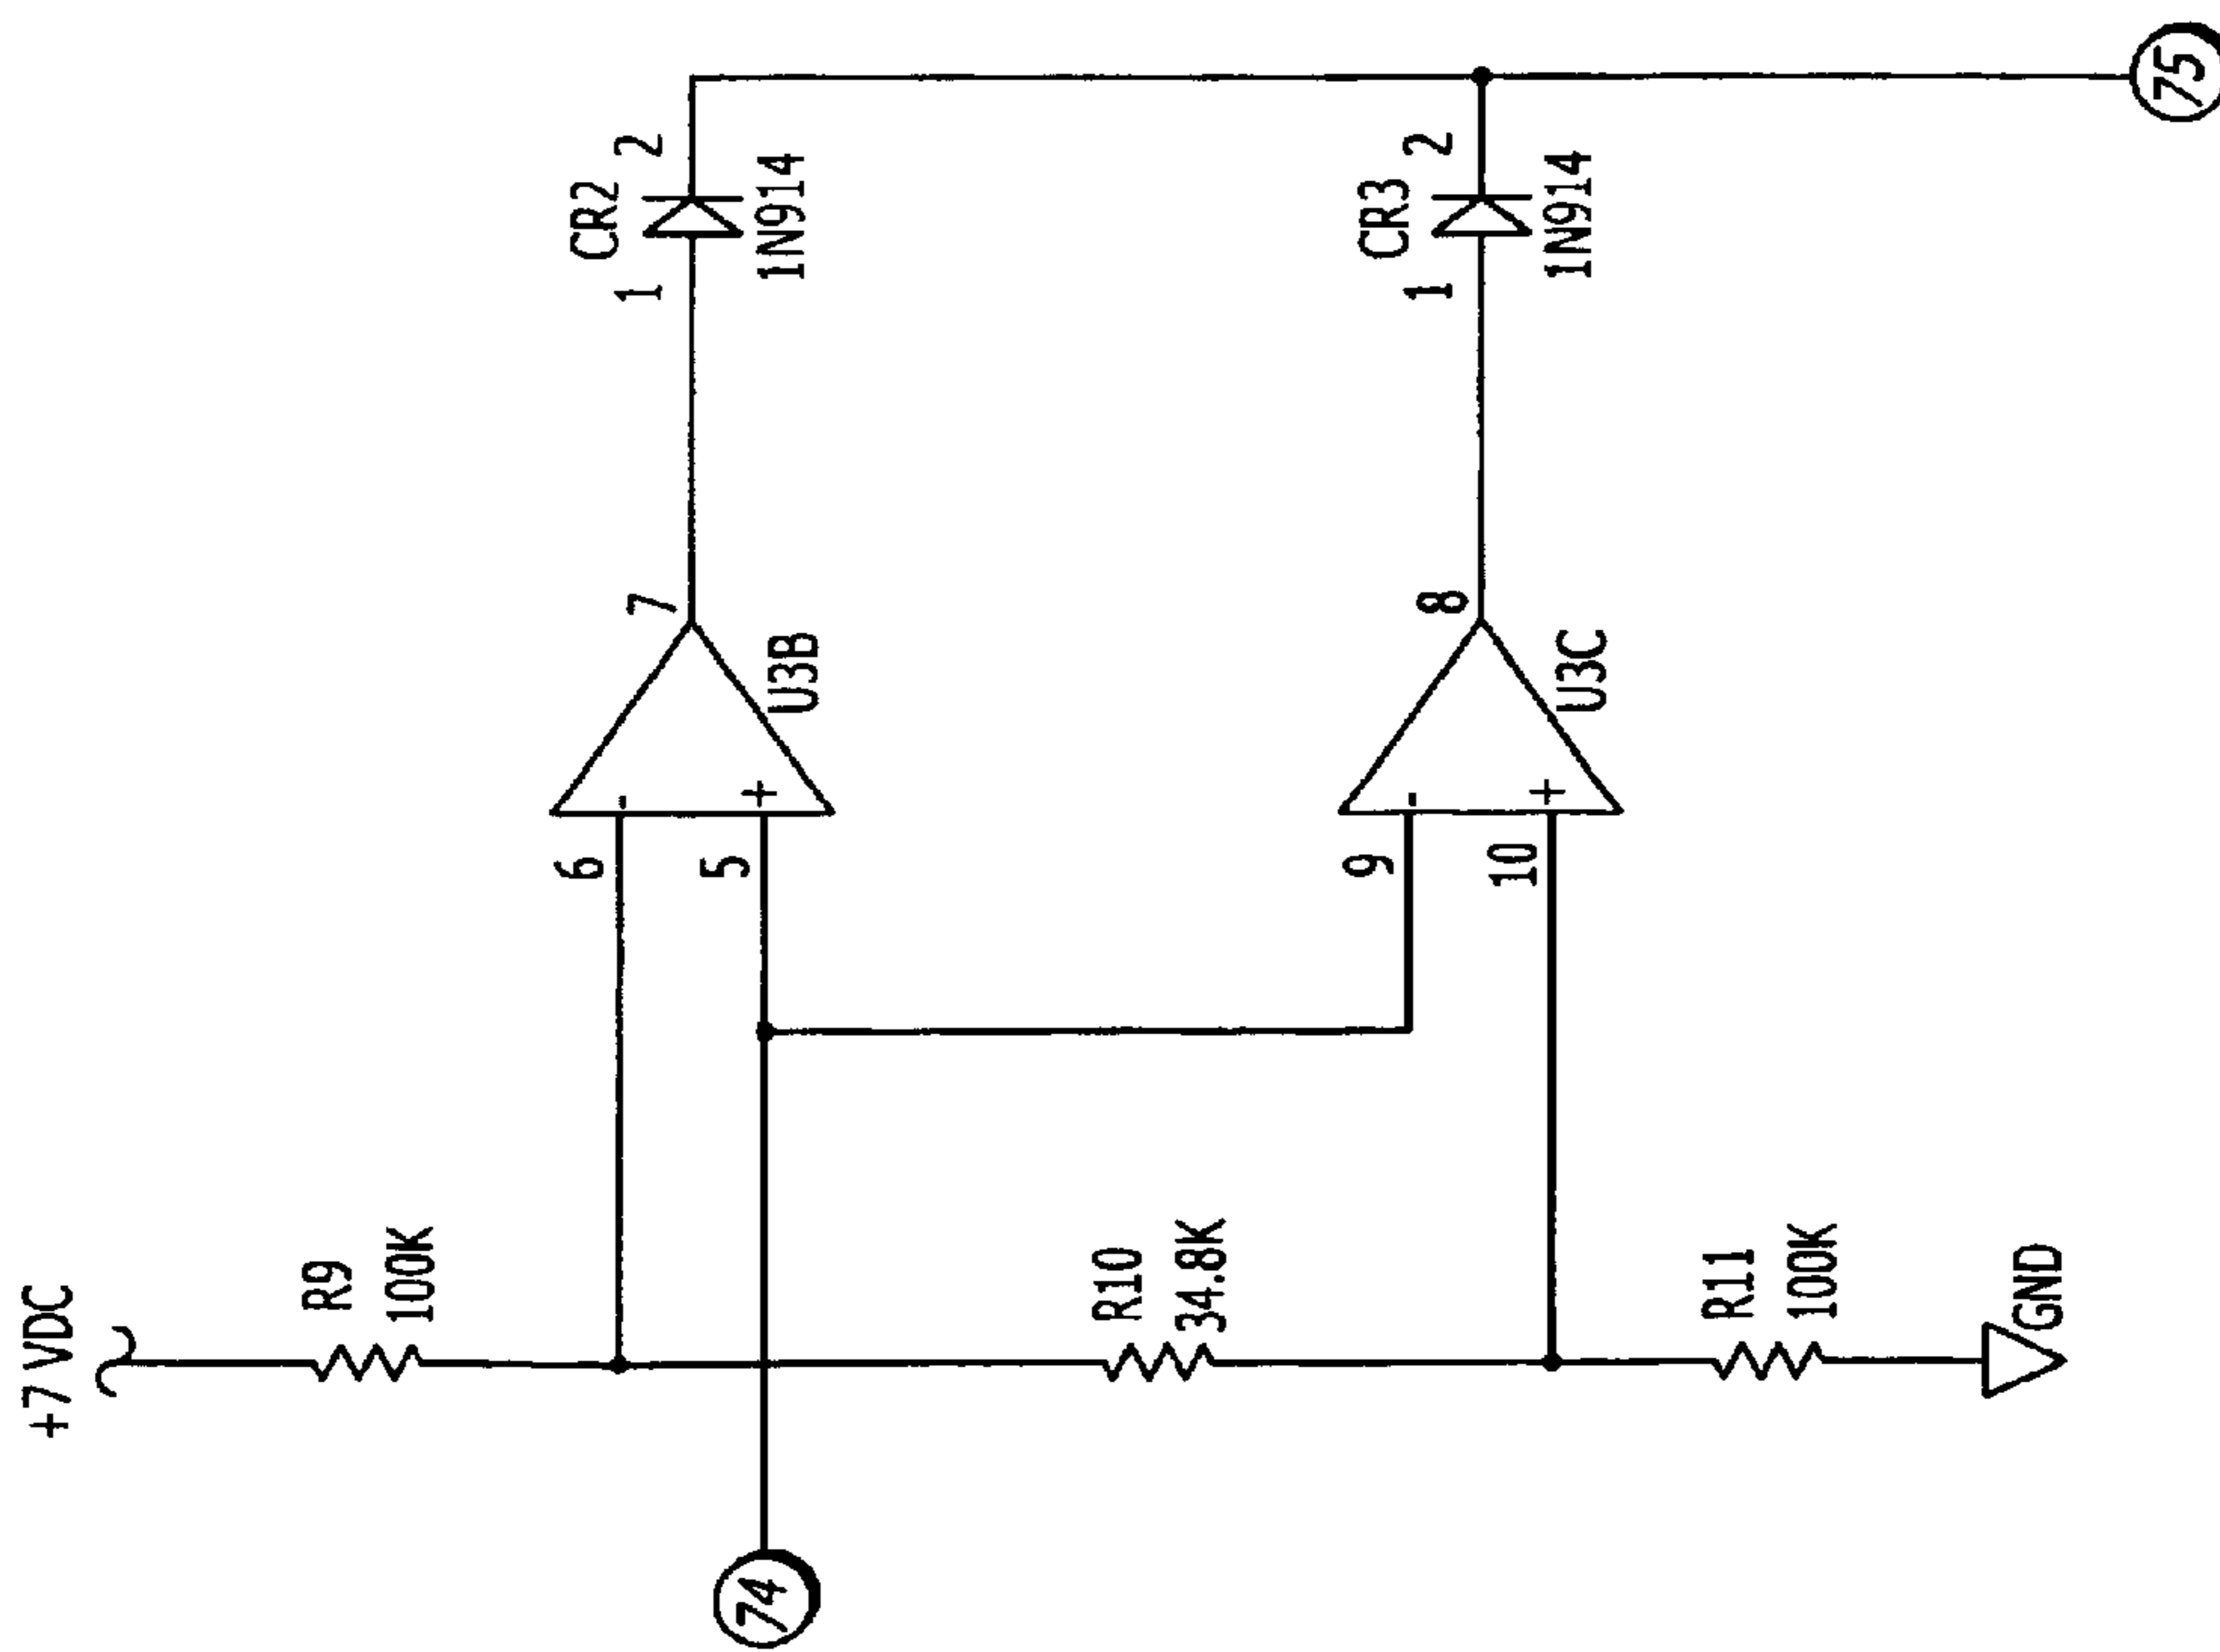 +7 VDC
R9
100K
R10
34.8K
R11
100K
GND
74
6
5
-
+
7
U3B
9
10
-
+
8
U3C
1
CR2
2
1N914
1
CR3
2
1N914
75